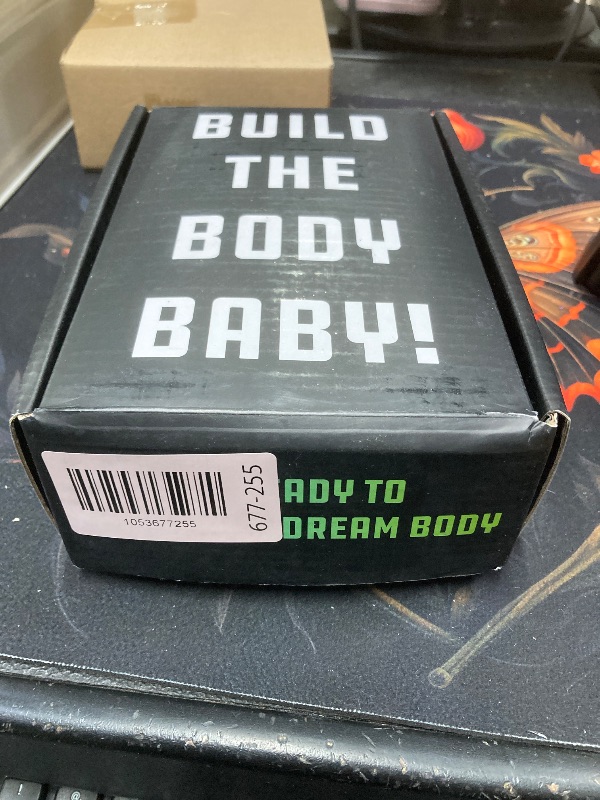 BUILD
THE
BODY
BABY!
ADY TO
DREAM BODY
1053677255
677-255